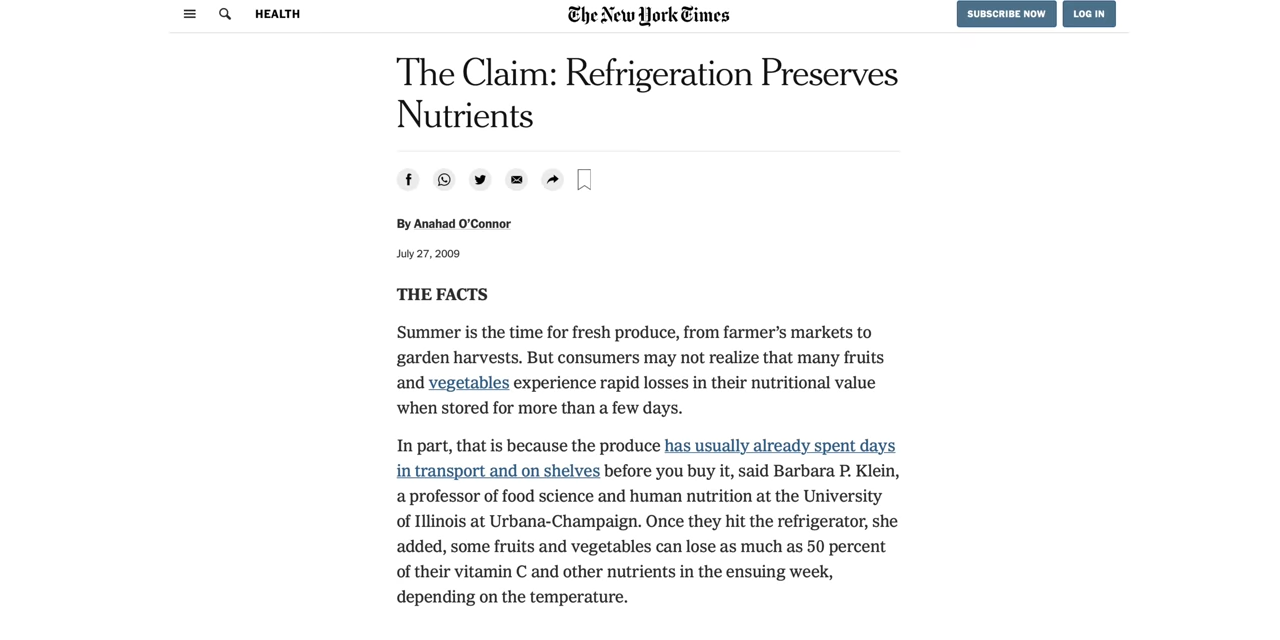 HEALTH
The New York Times
SUBSCRIBE NOW
LOG IN
The Claim: Refrigeration Preserves
Nutrients
By Anahad O'Connor
July 27, 2009
THE FACTS
Summer is the time for fresh produce, from farmer's markets to
garden harvests. But consumers may not realize that many fruits
and vegetables experience rapid losses in their nutritional value
when stored for more than a few days.
In part, that is because the produce has usually already spent days
in transport and on shelves before you buy it, said Barbara P. Klein,
a professor of food science and human nutrition at the University
of Illinois at Urbana-Champaign. Once they hit the refrigerator, she
added, some fruits and vegetables can lose as much as 50 percent
of their vitamin C and other nutrients in the ensuing week,
depending on the temperature.